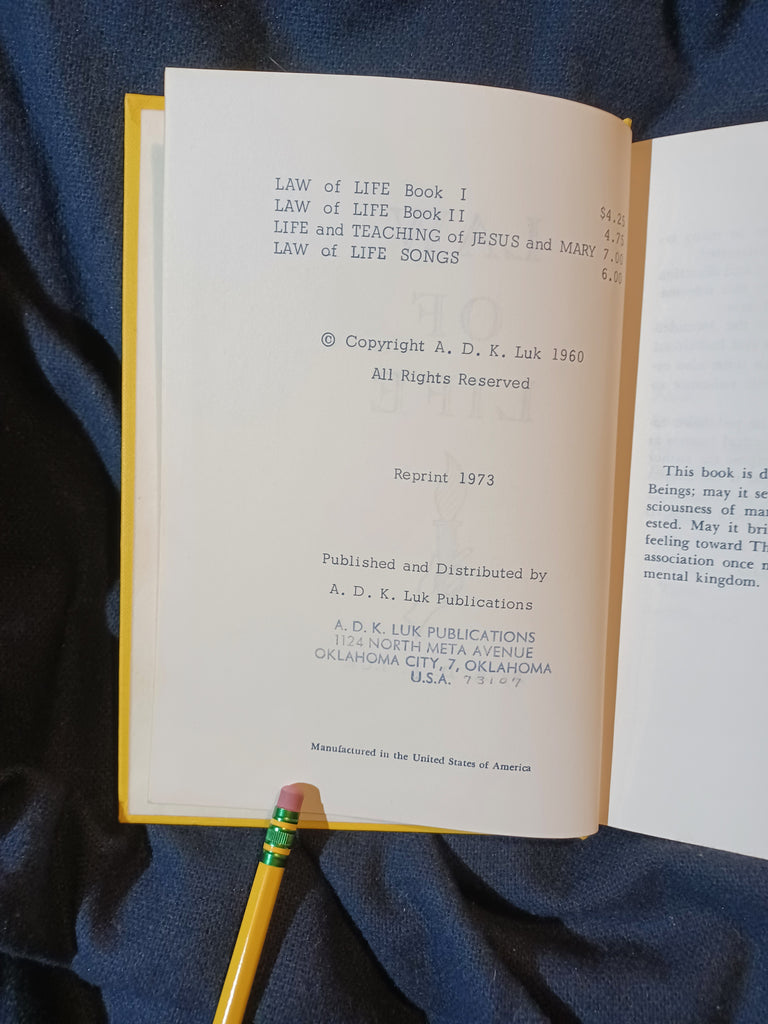 LAW of LIFE Book I $4.25
LAW of LIFE Book II 4.75
LIFE and TEACHING of JESUS and MARY 7.00
LAW of LIFE SONGS 6.00
© Copyright A. D. K. Luk 1960
All Rights Reserved
Reprint 1973
Published and Distributed by
A. D. K. Luk Publications
A. D. K. LUK PUBLICATIONS
1124 NORTH META AVENUE
OKLAHOMA CITY, 7, OKLAHOMA
U.S.A. 73107
Manufactured in the United States of America
This book is d
Beings; may it se
sciousness of ma
ested. May it bri
feeling toward Th
association once
mental kingdom.